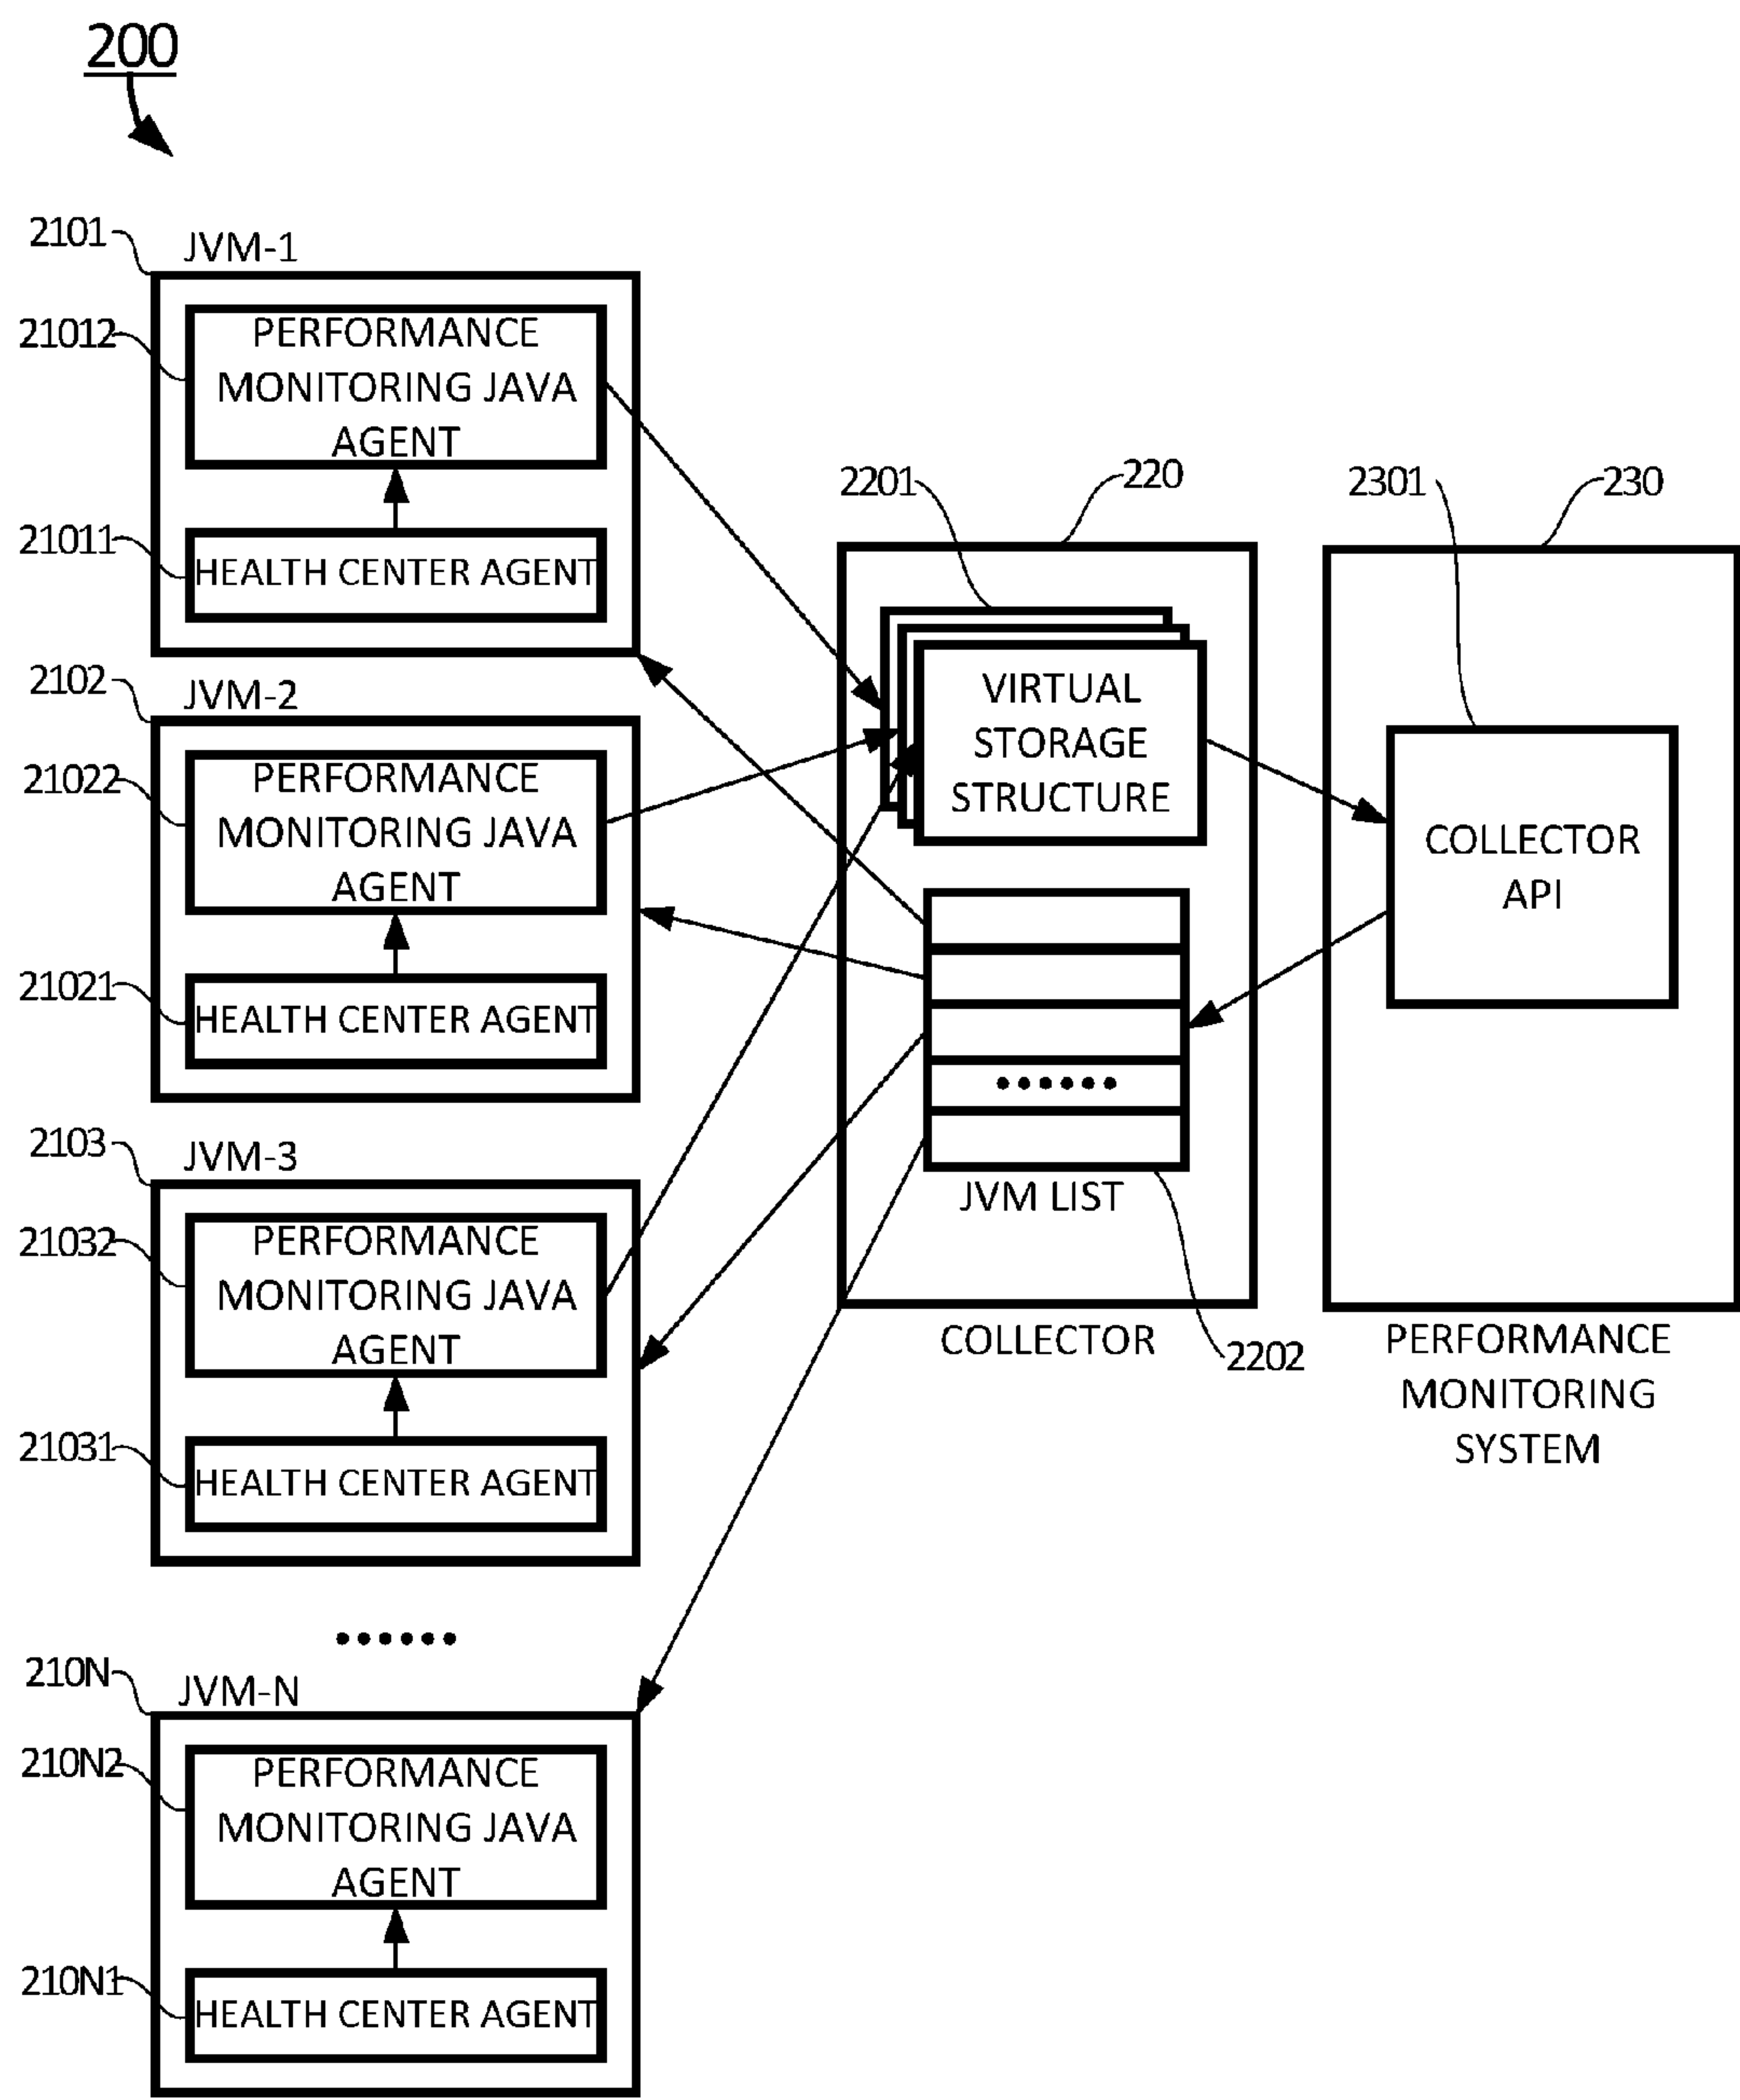 200
2101
JVM-1
21012
PERFORMANCE
MONITORING JAVA
AGENT
21011
HEALTH CENTER AGENT
2102
JVM-2
21022
PERFORMANCE
MONITORING JAVA
AGENT
21021
HEALTH CENTER AGENT
2103
JVM-3
21032
PERFORMANCE
MONITORING JAVA
AGENT
21031
HEALTH CENTER AGENT
......
210N
JVM-N
210N2
PERFORMANCE
MONITORING JAVA
AGENT
210N1
HEALTH CENTER AGENT
2201
220
VIRTUAL
STORAGE
STRUCTURE
......
JVM LIST
COLLECTOR
2202
2301
230
COLLECTOR
API
PERFORMANCE
MONITORING
SYSTEM